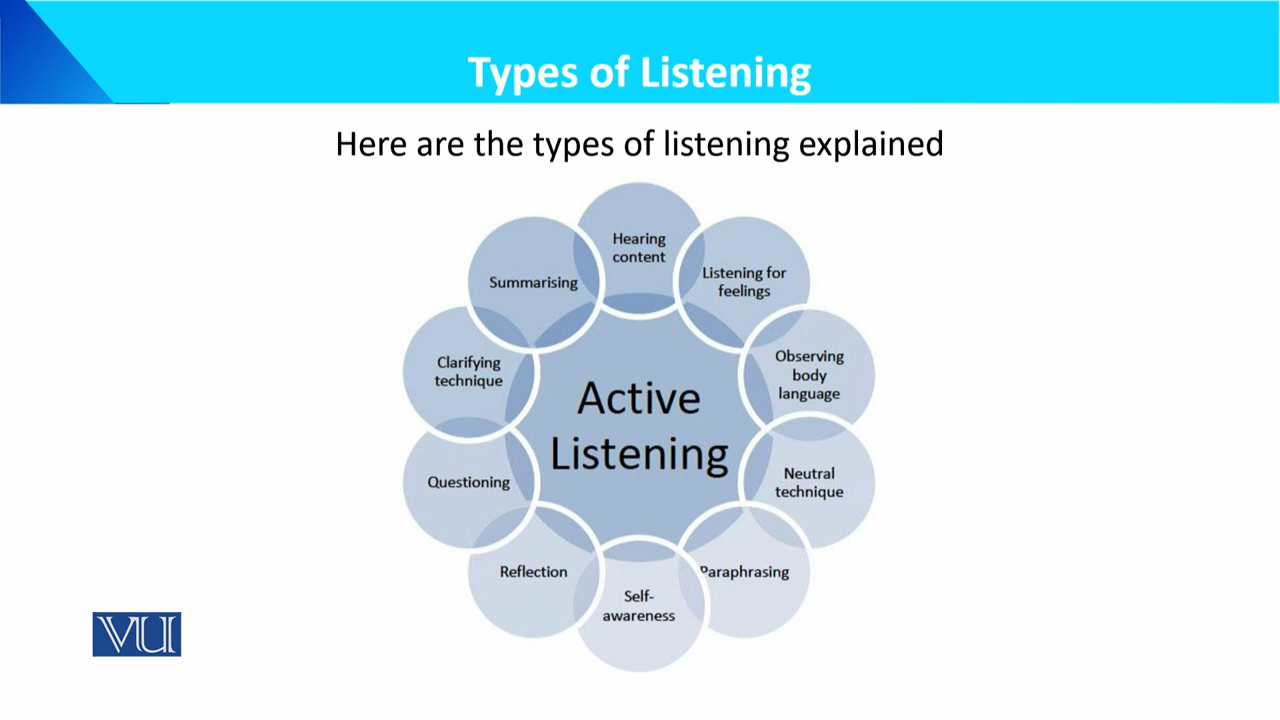 Types of Listening
Here are the types of listening explained
Hearing
content
Listening for
feelings
Observing
body
language
Neutral
technique
Paraphrasing
Self-
awareness
Reflection
Questioning
Clarifying
technique
Summarising
Active
Listening
VU